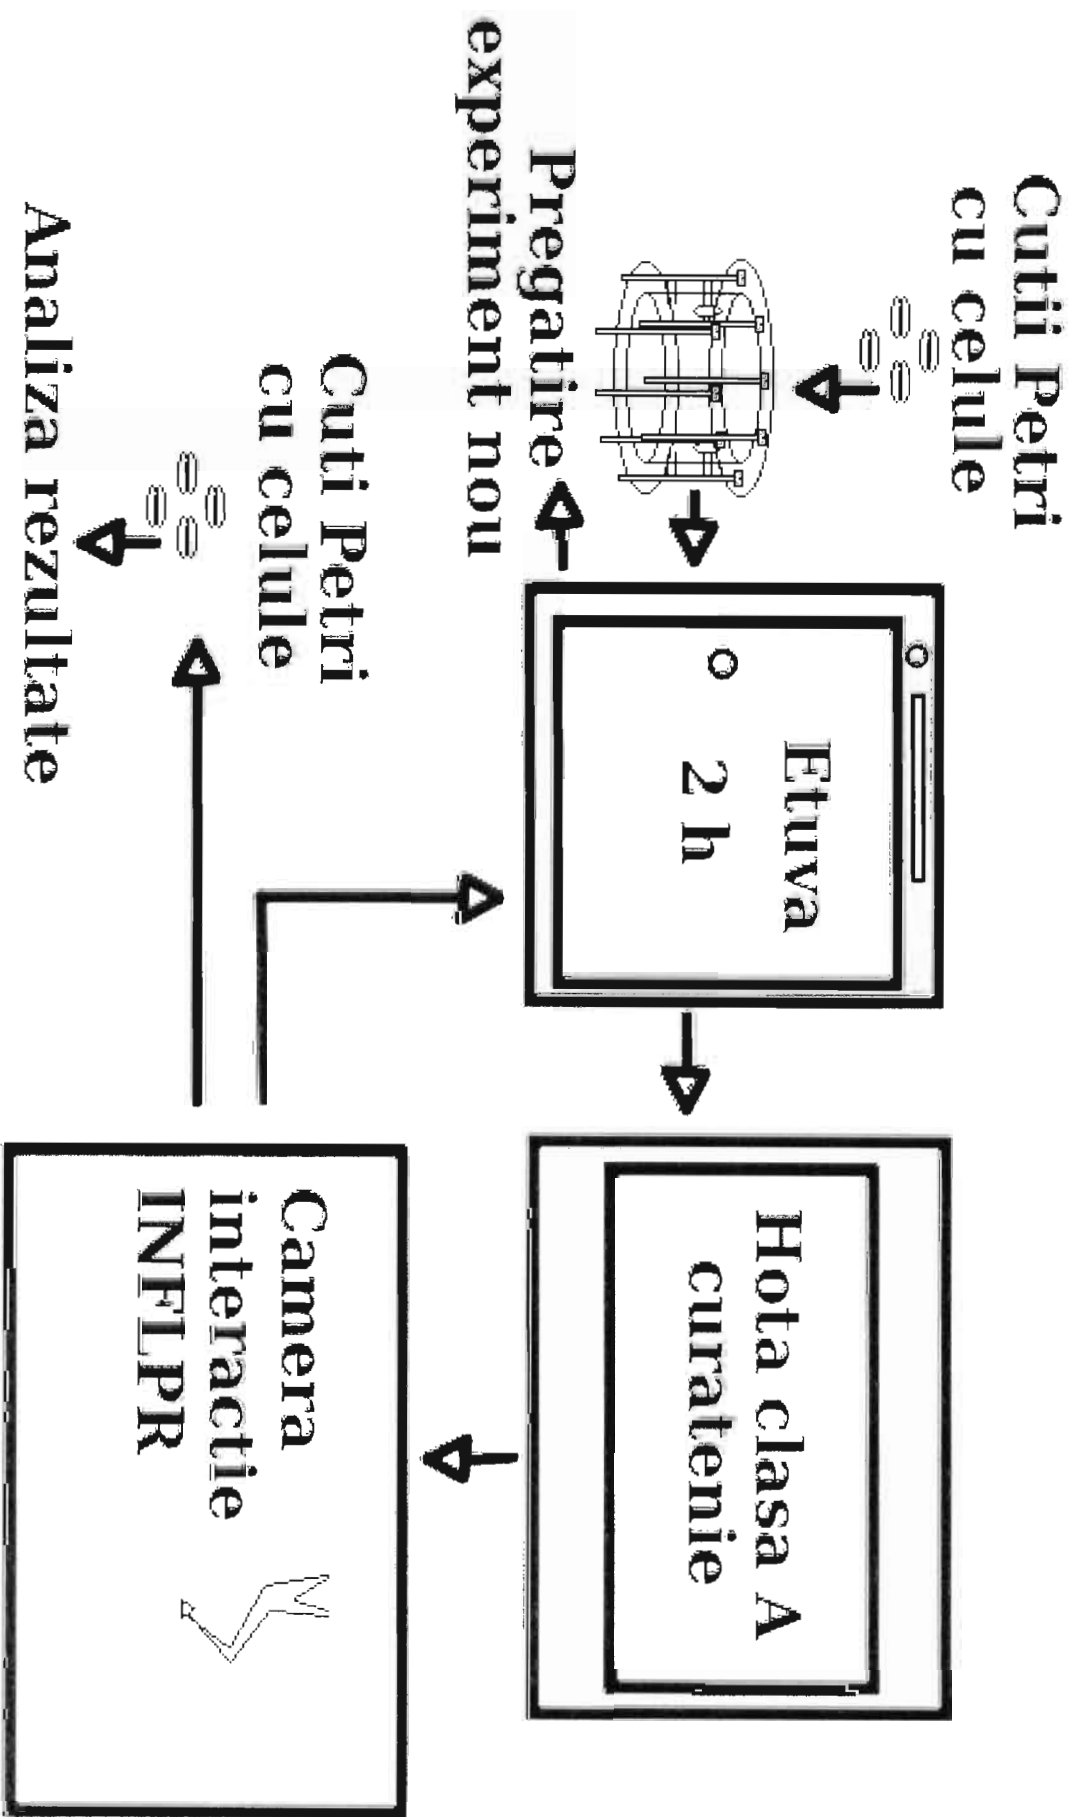 Cutii Petri
cu celule
Pregatire
experiment nou
Etuva
2 h
Hota clasa A
curatenie
Cuti Petri
cu celule
Analiza rezultate
Camera
interactie
INFLPR